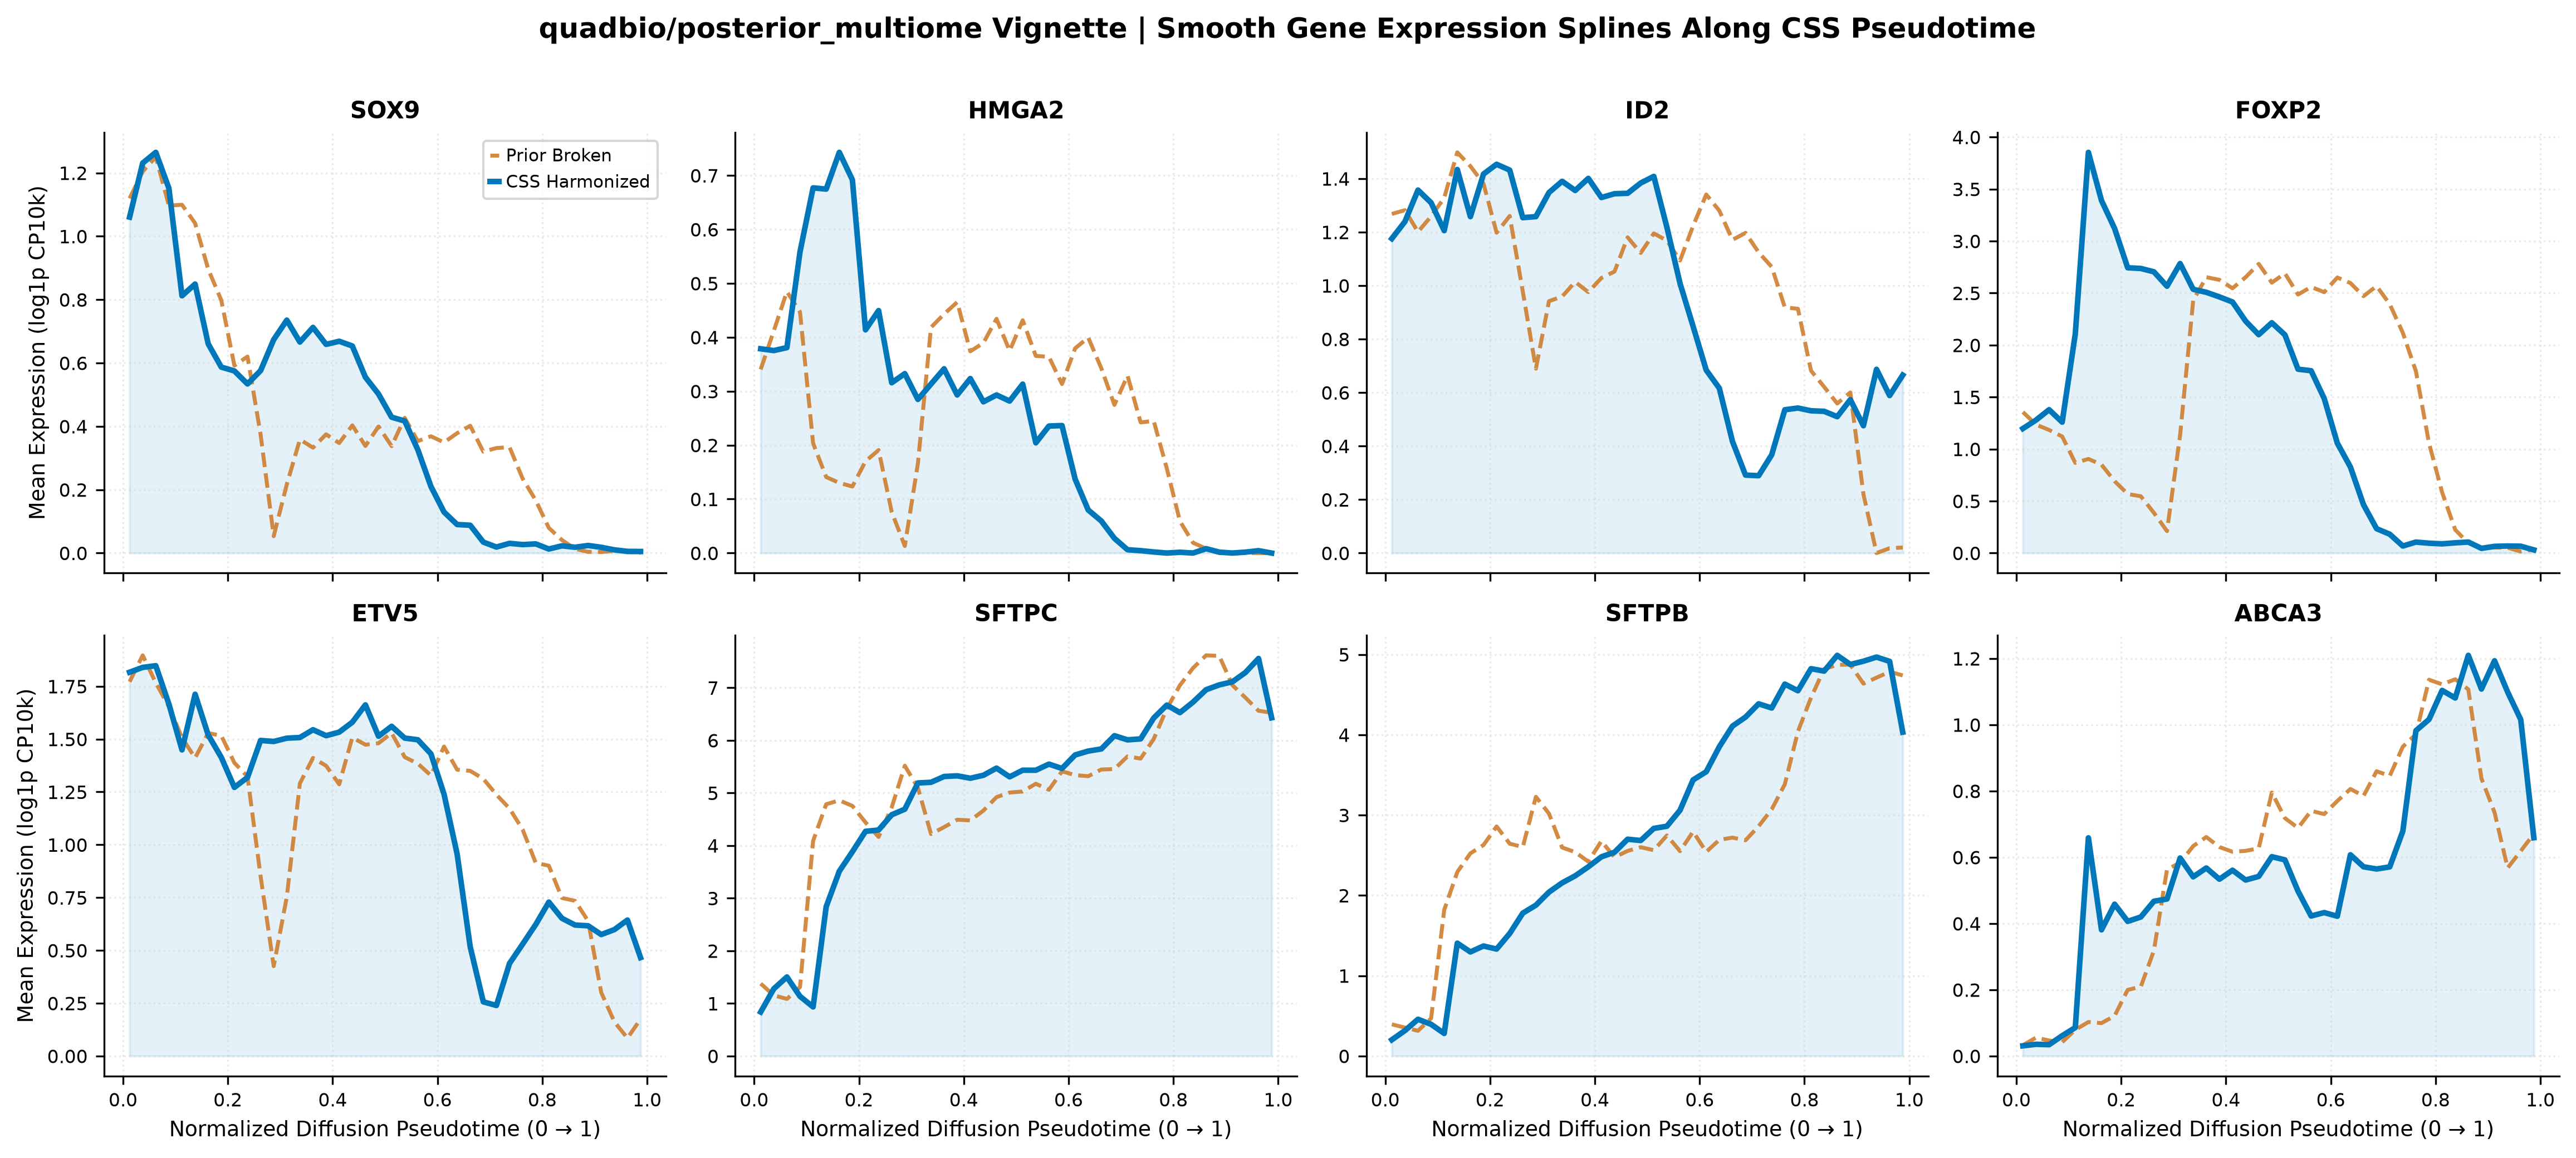 quadbio/posterior_multiome Vignette | Smooth Gene Expression Splines Along CSS Pseudotime
SOX9
Mean Expression (log1p CP10k)
1.2
1.0
0.8
0.6
0.4
0.2
0.0
Prior Broken
CSS Harmonized
HMGA2
0.7
0.6
0.5
0.4
0.3
0.2
0.1
0.0
ID2
1.4
1.2
1.0
0.8
0.6
0.4
0.2
0.0
FOXP2
4.0
3.5
3.0
2.5
2.0
1.5
1.0
0.5
0.0
ETV5
Mean Expression (log1p CP10k)
1.75
1.50
1.25
1.00
0.75
0.50
0.25
0.00
0.0 0.2 0.4 0.6 0.8 1.0
Normalized Diffusion Pseudotime (0 → 1)
SFTPC
7
6
5
4
3
2
1
0
0.0 0.2 0.4 0.6 0.8 1.0
Normalized Diffusion Pseudotime (0 → 1)
SFTPB
5
4
3
2
1
0
0.0 0.2 0.4 0.6 0.8 1.0
Normalized Diffusion Pseudotime (0 → 1)
ABCA3
1.2
1.0
0.8
0.6
0.4
0.2
0.0
0.0 0.2 0.4 0.6 0.8 1.0
Normalized Diffusion Pseudotime (0 → 1)